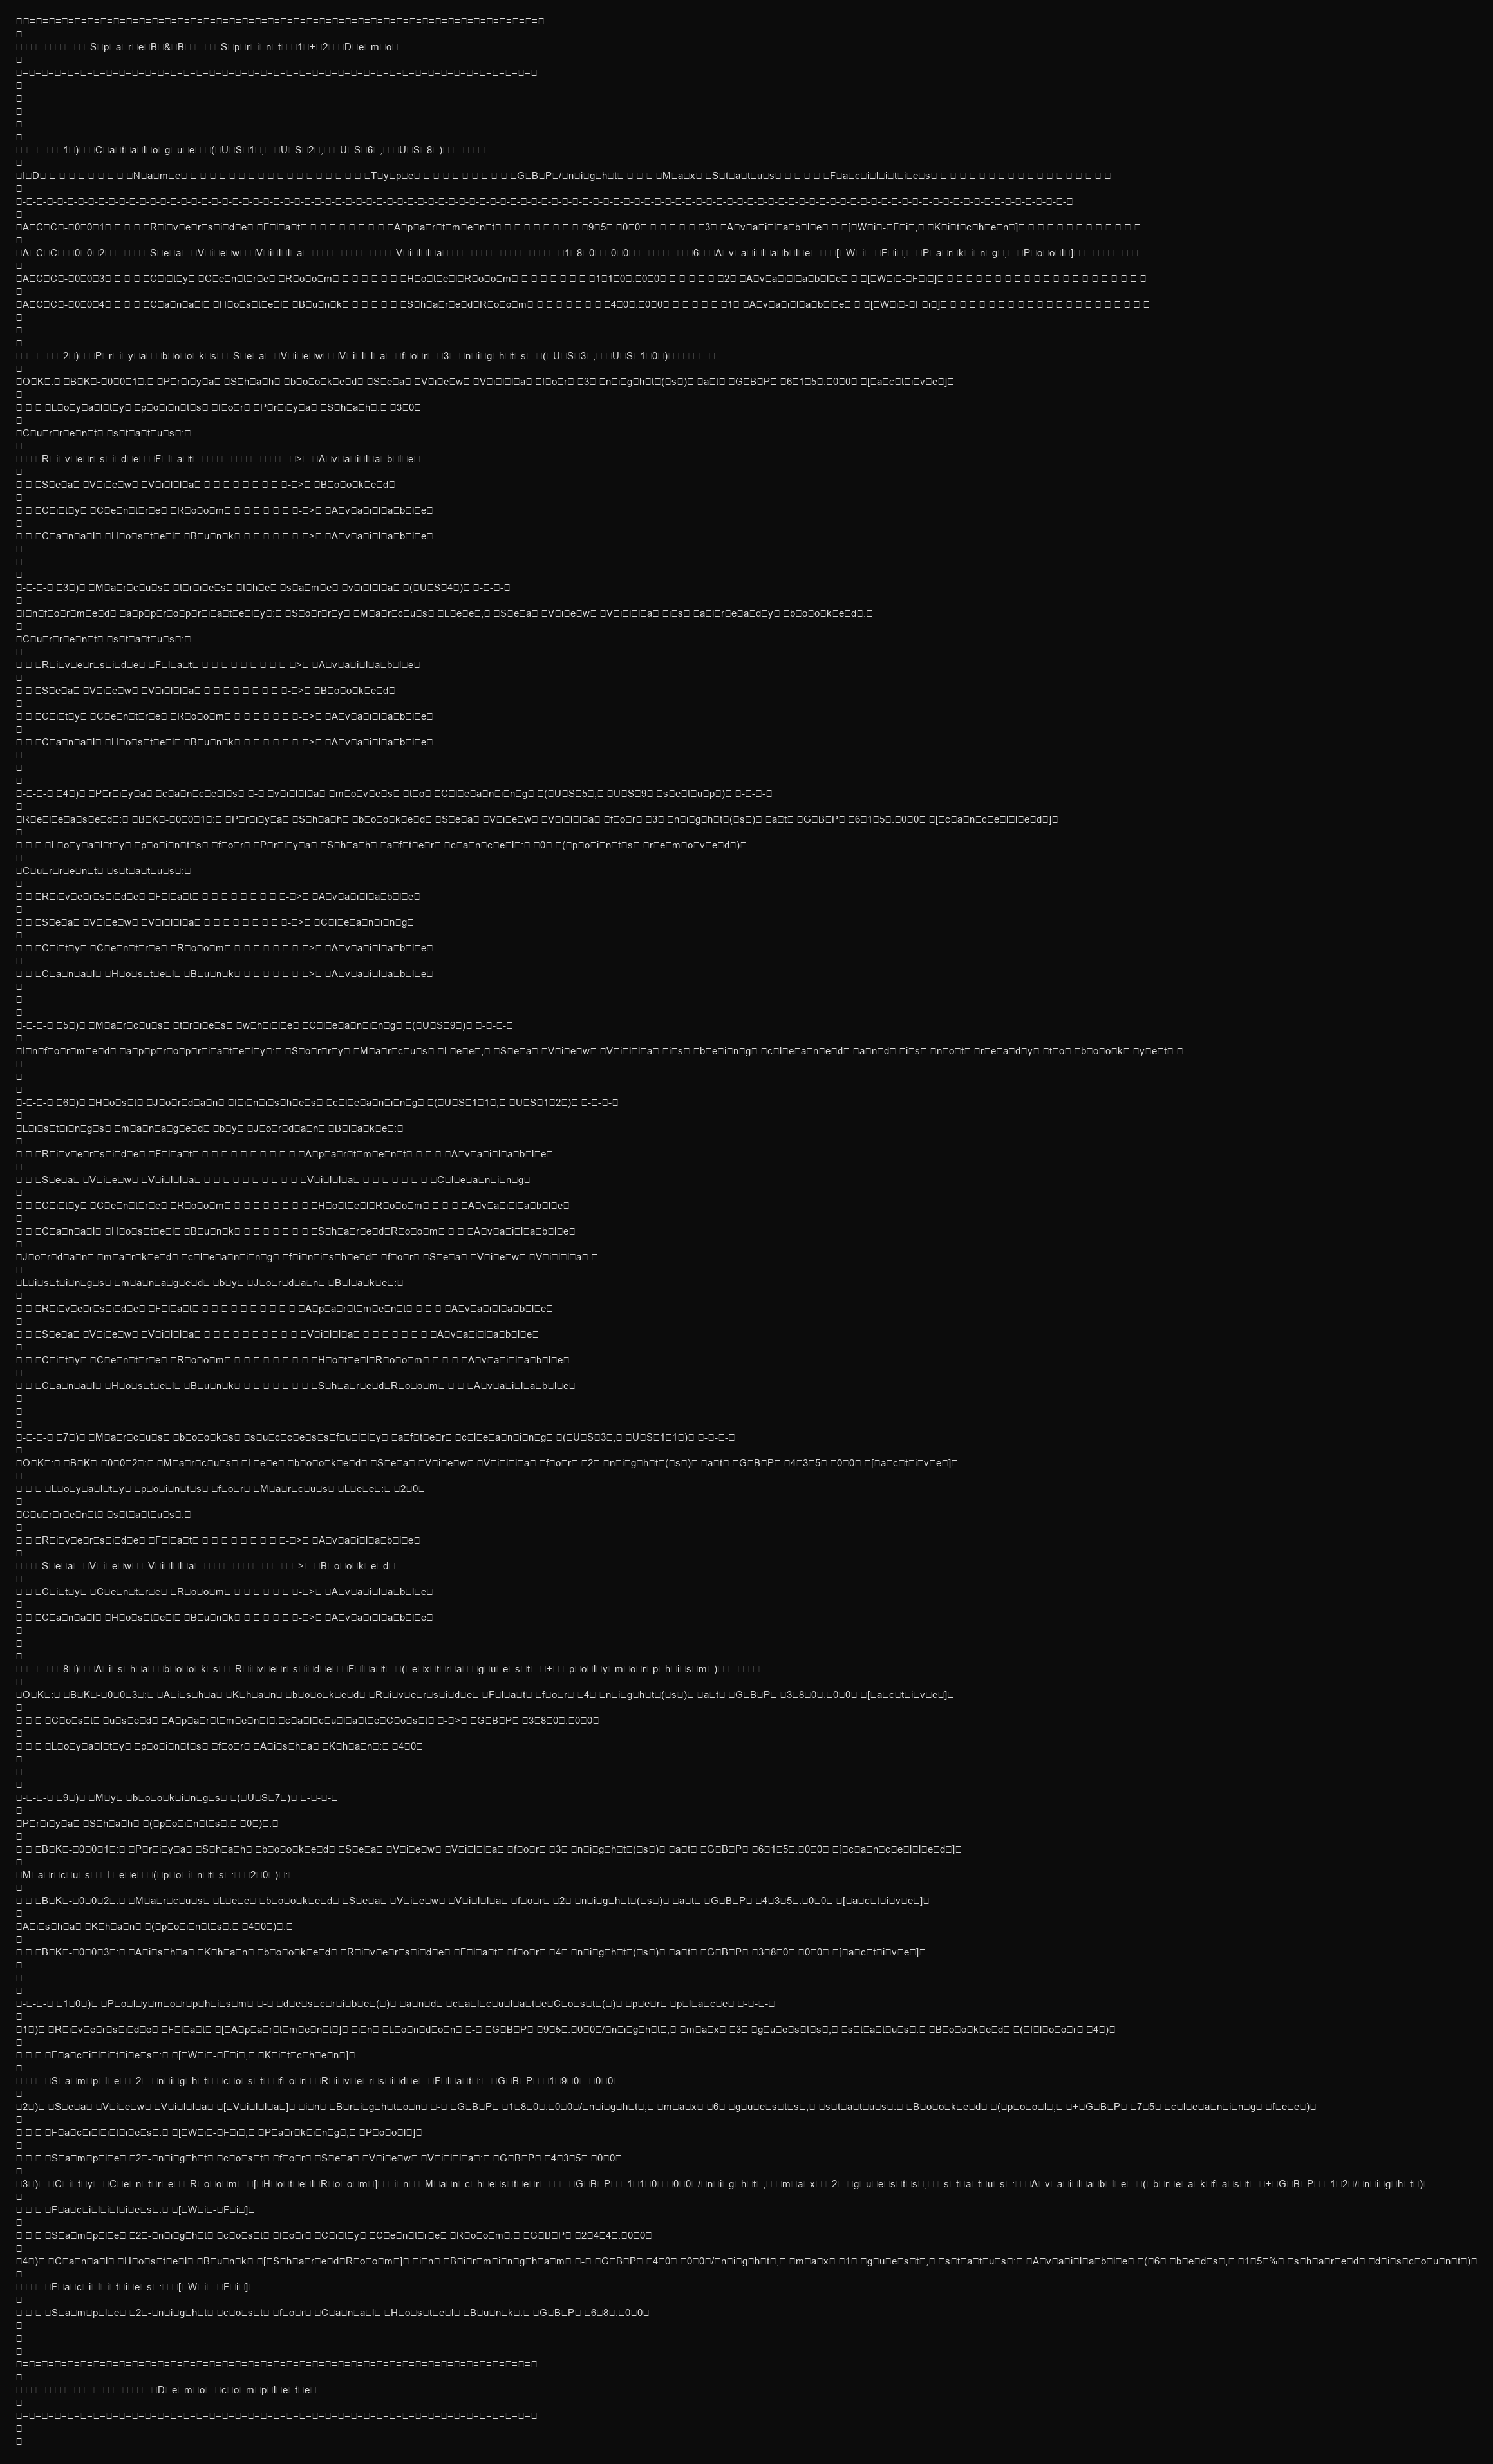 ============================================================
SpareB&B - Sprint 1+2 Demo
============================================================
--- 1) Catalogue (US1, US2, US6, US8) ---
ID Name Type GBP/night Max Status Facilities
----------------------------------------------------------------------------------
ACC-001 Riverside Flat Apartment 95.00 3 Available [Wi-Fi, Kitchen]
ACC-002 Sea View Villa Villa 180.00 6 Available [Wi-Fi, Parking, Pool]
ACC-003 City Centre Room HotelRoom 110.00 2 Available [Wi-Fi]
ACC-004 Canal Hostel Bunk SharedRoom 40.00 1 Available [Wi-Fi]
--- 2) Priya books Sea View Villa for 3 nights (US3, US10) ---
OK: BK-001: Priya Shah booked Sea View Villa for 3 night(s) at GBP 615.00 [active]
Loyalty points for Priya Shah: 30
Current status:
Riverside Flat -> Available
Sea View Villa -> Booked
City Centre Room -> Available
Canal Hostel Bunk -> Available
--- 3) Marcus tries the same villa (US4) ---
Informed appropriately: Sorry Marcus Lee, Sea View Villa is already booked.
Current status:
Riverside Flat -> Available
Sea View Villa -> Booked
City Centre Room -> Available
Canal Hostel Bunk -> Available
--- 4) Priya cancels - villa moves to Cleaning (US5, US9 setup) ---
Released: BK-001: Priya Shah booked Sea View Villa for 3 night(s) at GBP 615.00 [cancelled]
Loyalty points for Priya Shah after cancel: 0 (points removed)
Current status:
Riverside Flat -> Available
Sea View Villa -> Cleaning
City Centre Room -> Available
Canal Hostel Bunk -> Available
--- 5) Marcus tries while Cleaning (US9) ---
Informed appropriately: Sorry Marcus Lee, Sea View Villa is being cleaned and is not ready to book yet.
--- 6) Host Jordan finishes cleaning (US11, US12) ---
Listings managed by Jordan Blake:
Riverside Flat Apartment Available
Sea View Villa Villa Cleaning
City Centre Room HotelRoom Available
Canal Hostel Bunk SharedRoom Available
Jordan marked cleaning finished for Sea View Villa.
Listings managed by Jordan Blake:
Riverside Flat Apartment Available
Sea View Villa Villa Available
City Centre Room HotelRoom Available
Canal Hostel Bunk SharedRoom Available
--- 7) Marcus books successfully after cleaning (US3, US11) ---
OK: BK-002: Marcus Lee booked Sea View Villa for 2 night(s) at GBP 435.00 [active]
Loyalty points for Marcus Lee: 20
Current status:
Riverside Flat -> Available
Sea View Villa -> Booked
City Centre Room -> Available
Canal Hostel Bunk -> Available
--- 8) Aisha books Riverside Flat (extra guest + polymorphism) ---
OK: BK-003: Aisha Khan booked Riverside Flat for 4 night(s) at GBP 380.00 [active]
Cost used Apartment.calculateCost -> GBP 380.00
Loyalty points for Aisha Khan: 40
--- 9) My bookings (US7) ---
Priya Shah (points: 0):
BK-001: Priya Shah booked Sea View Villa for 3 night(s) at GBP 615.00 [cancelled]
Marcus Lee (points: 20):
BK-002: Marcus Lee booked Sea View Villa for 2 night(s) at GBP 435.00 [active]
Aisha Khan (points: 40):
BK-003: Aisha Khan booked Riverside Flat for 4 night(s) at GBP 380.00 [active]
--- 10) Polymorphism - describe() and calculateCost() per place ---
1) Riverside Flat [Apartment] in London - GBP 95.00/night, max 3 guests, status: Booked (floor 4)
Facilities: [Wi-Fi, Kitchen]
Sample 2-night cost for Riverside Flat: GBP 190.00
2) Sea View Villa [Villa] in Brighton - GBP 180.00/night, max 6 guests, status: Booked (pool, +GBP 75 cleaning fee)
Facilities: [Wi-Fi, Parking, Pool]
Sample 2-night cost for Sea View Villa: GBP 435.00
3) City Centre Room [HotelRoom] in Manchester - GBP 110.00/night, max 2 guests, status: Available (breakfast +GBP 12/night)
Facilities: [Wi-Fi]
Sample 2-night cost for City Centre Room: GBP 244.00
4) Canal Hostel Bunk [SharedRoom] in Birmingham - GBP 40.00/night, max 1 guest, status: Available (6 beds, 15% shared discount)
Facilities: [Wi-Fi]
Sample 2-night cost for Canal Hostel Bunk: GBP 68.00
============================================================
Demo complete
============================================================